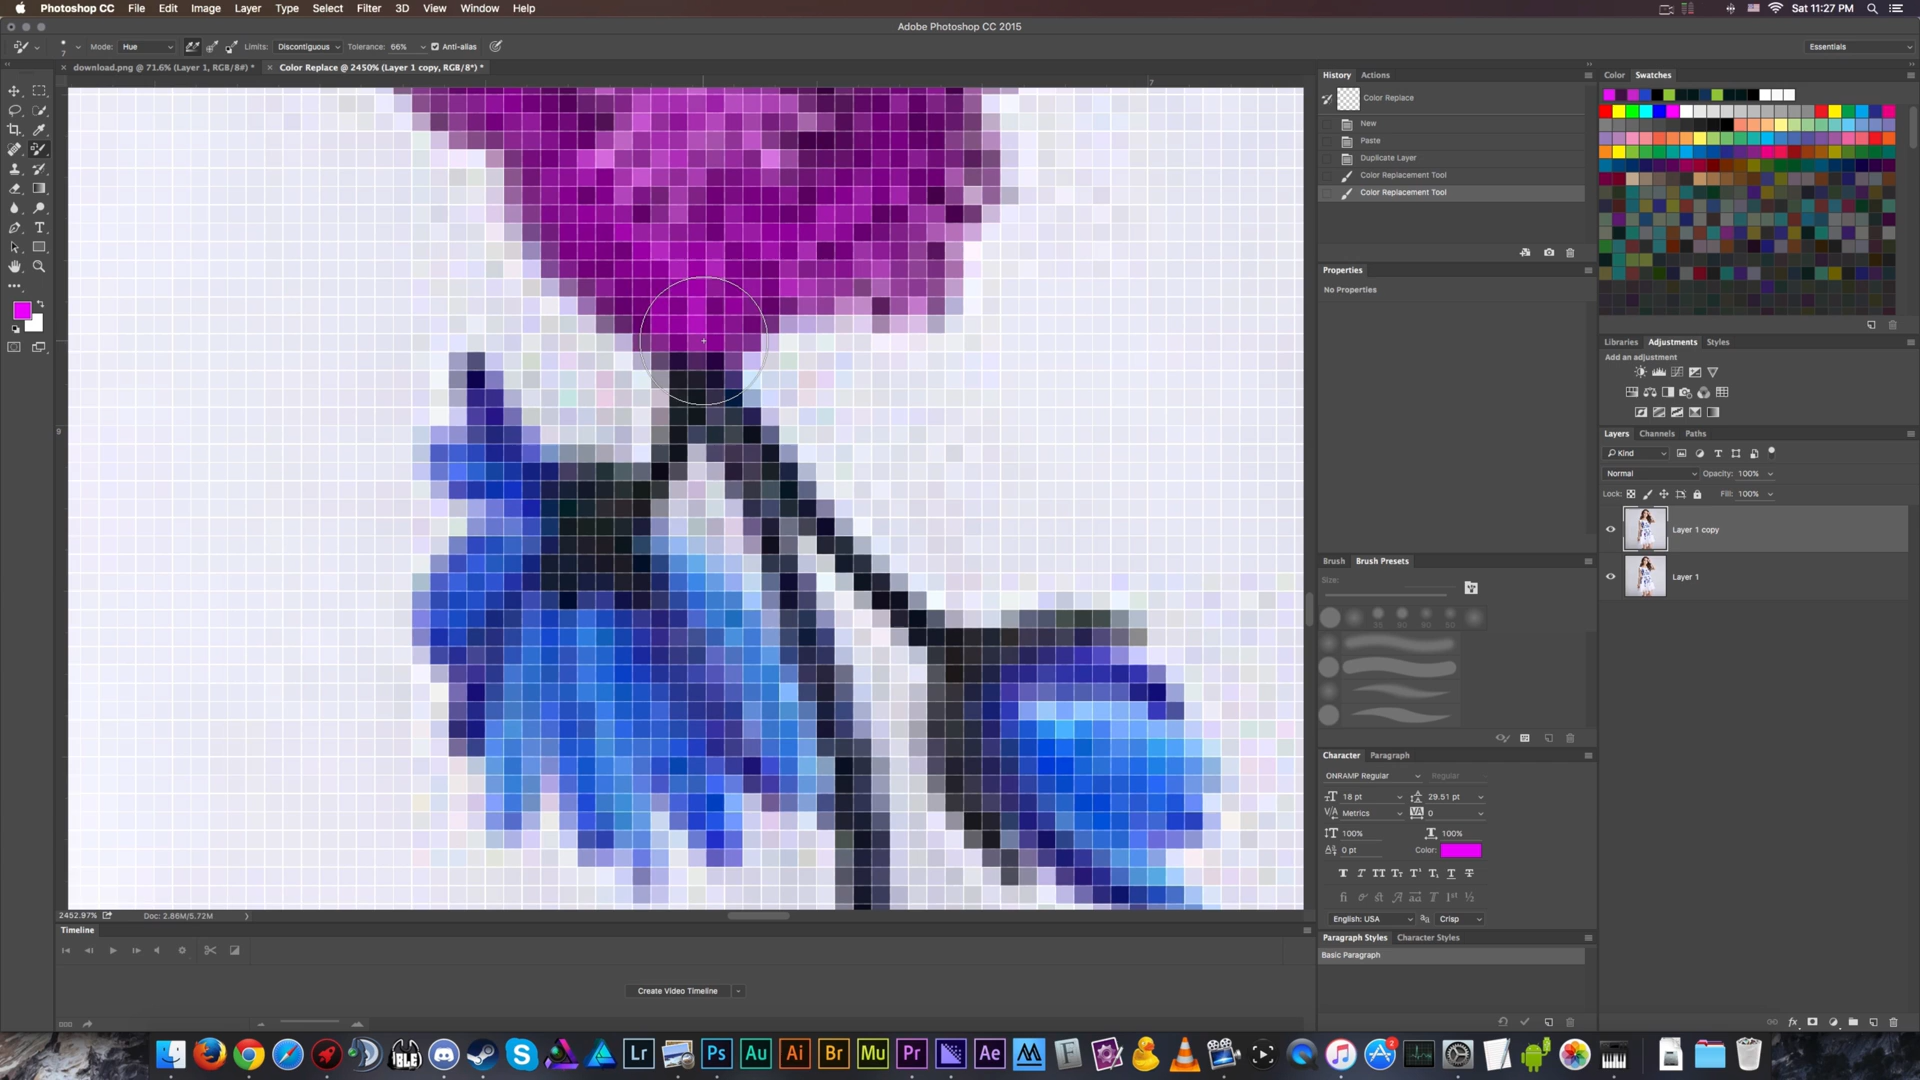 Photoshop CC File Edit Image Layer Type Select Filter 3D View Window Help Sat 11:27 PM
Adobe Photoshop CC 2015
7 Mode: Hue Limits: Discontiguous Tolerance: 66% Anti-alias Essentials
download.png @ 71.6% (Layer 1, RGB/8#) * Color Replace @ 2450% (Layer 1 copy, RGB/8*) *
7
9
History Actions
Color Replace
New
Paste
Duplicate Layer
Color Replacement Tool
Color Replacement Tool
Properties
No Properties
Brush Brush Presets
Size:
Character Paragraph
ONRAMP Regular Regular
18 pt 29.51 pt
Metrics 0
100% 100%
0 pt Color:
English: USA Crisp
Paragraph Styles Character Styles
Basic Paragraph
Color Swatches
Libraries Adjustments Styles
Add an adjustment
Layers Channels Paths
Kind
Normal Opacity: 100%
Lock: Fill: 100%
Layer 1 copy
Layer 1
2452.97% Doc: 2.86M/5.72M
Timeline
Create Video Timeline
IBLE Lr Ps Au Ai Br Mu Pr Ae 2